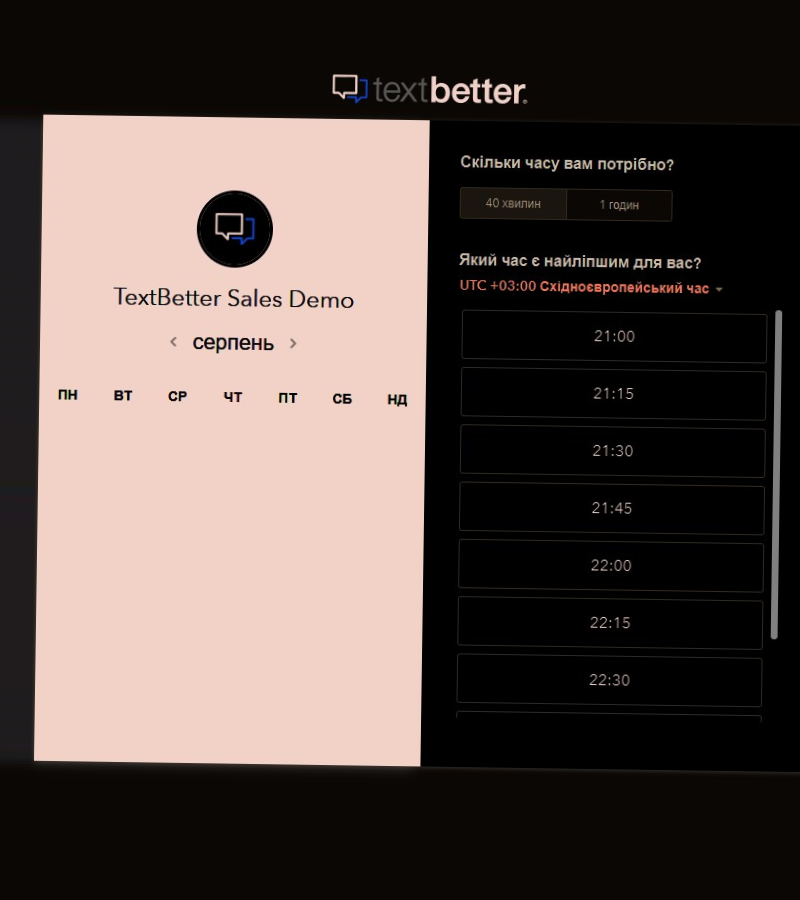 textbetter.
TextBetter Sales Demo
серпень
ПН ВТ СР ЧТ ПТ СБ НД
Скільки часу вам потрібно?
40 хвилин 1 годин
Який час є найліпшим для вас?
UTC +03:00 Східноєвропейський час
21:00
21:15
21:30
21:45
22:00
22:15
22:30